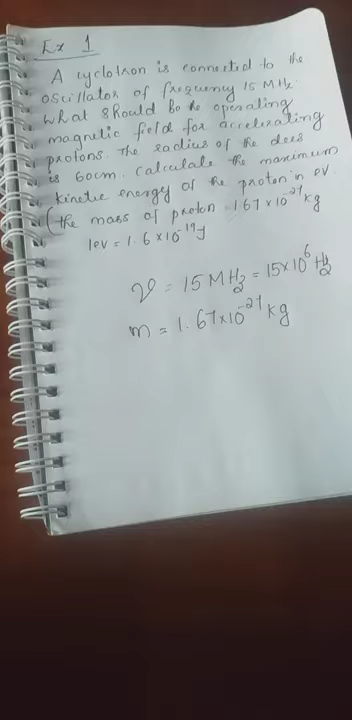 Ex 1
A cyclotron is connected to the
oscillator of frequency 15 MHz.
what should be the operating
magnetic field for accelerating
protons. The radius of the dees
is 60cm. Calculate the maximum
kinetic energy of the proton in ev.
(The mass of proton 1.67×10⁻²⁷ kg
1ev = 1.6×10⁻¹⁹J
ν = 15 MHz = 15×10⁶ Hz
m = 1.67×10⁻²⁷ kg